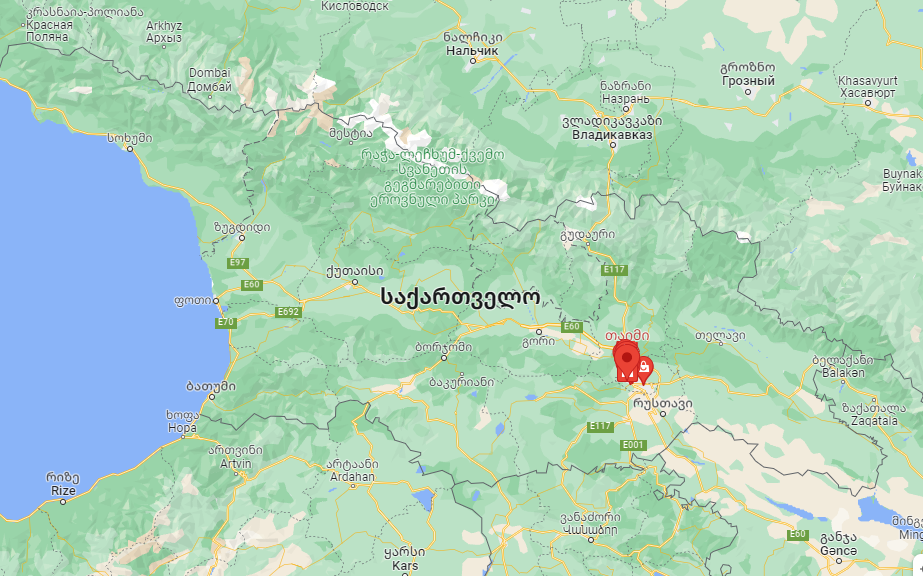 კრასნაია-პოლიანა
Красная
Поляна
Arkhyz
Архыз
Кисловодск
ნალჩიკი
Нальчик
Dombai
Домбай
გროზნო
Грозный
Khasavyurt
Хасавюрт
ნაზრანი
Назрань
ვლადიკავკაზი
Владикавказ
სოხუმი
მესტია
რაჭა-ლეჩხუმ-ქვემო
სვანეთის
გეგმარებითი
ეროვნული პარკი
Buynak
Буйнак
ზუგდიდი
გუდაური
E97
E60
E117
ქუთაისი
საქართველო
ფოთი
E692
E70
E60
გორი
თელავი
ბორჯომი
ბაკურიანი
ბათუმი
ბელაქანი
Balakən
რუსთავი
ზაქათალა
Zaqatala
ხოფა
Hopa
E117
E001
ართვინი
Artvin
არტაანი
Ardahan
რიზე
Rize
ვანაძორი
Վանաձոր
E60
მინგე
Ming
განჯა
Gəncə
ყარსი
Kars